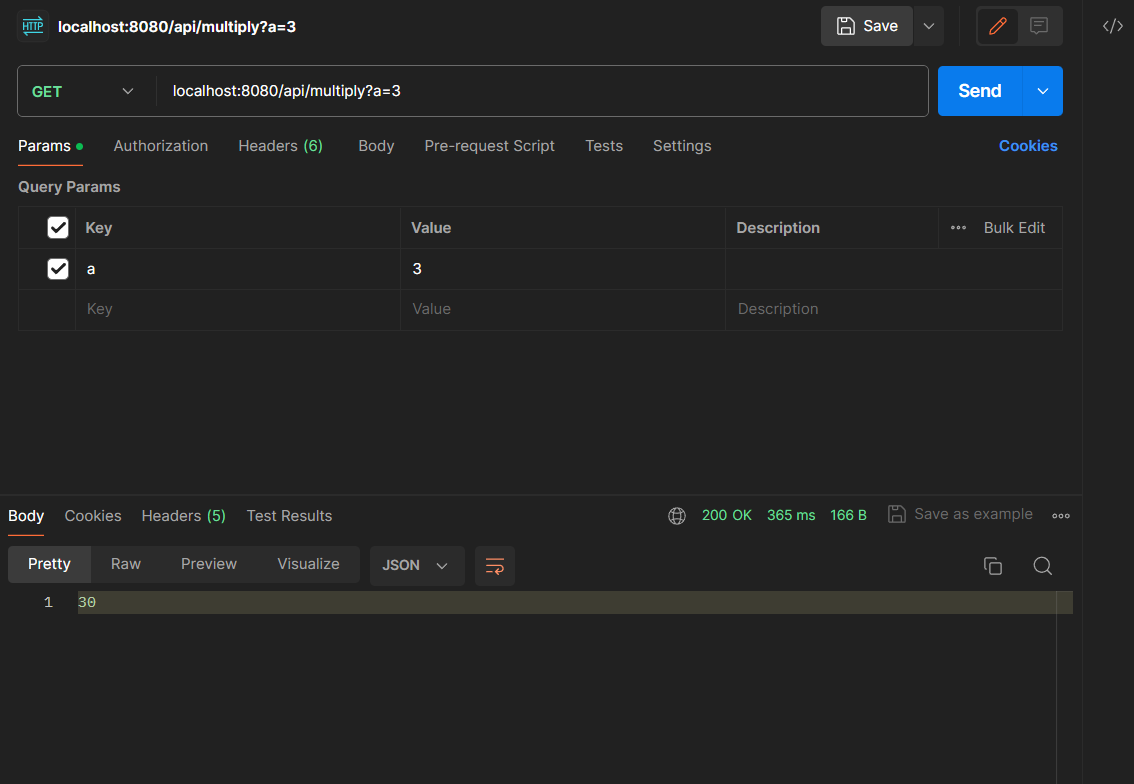 HTTP localhost:8080/api/multiply?a=3 Save </>
GET localhost:8080/api/multiply?a=3 Send
Params Authorization Headers (6) Body Pre-request Script Tests Settings Cookies
Query Params
Key Value Description Bulk Edit
a 3
Key Value Description
Body Cookies Headers (5) Test Results 200 OK 365 ms 166 B Save as example
Pretty Raw Preview Visualize JSON
1 30